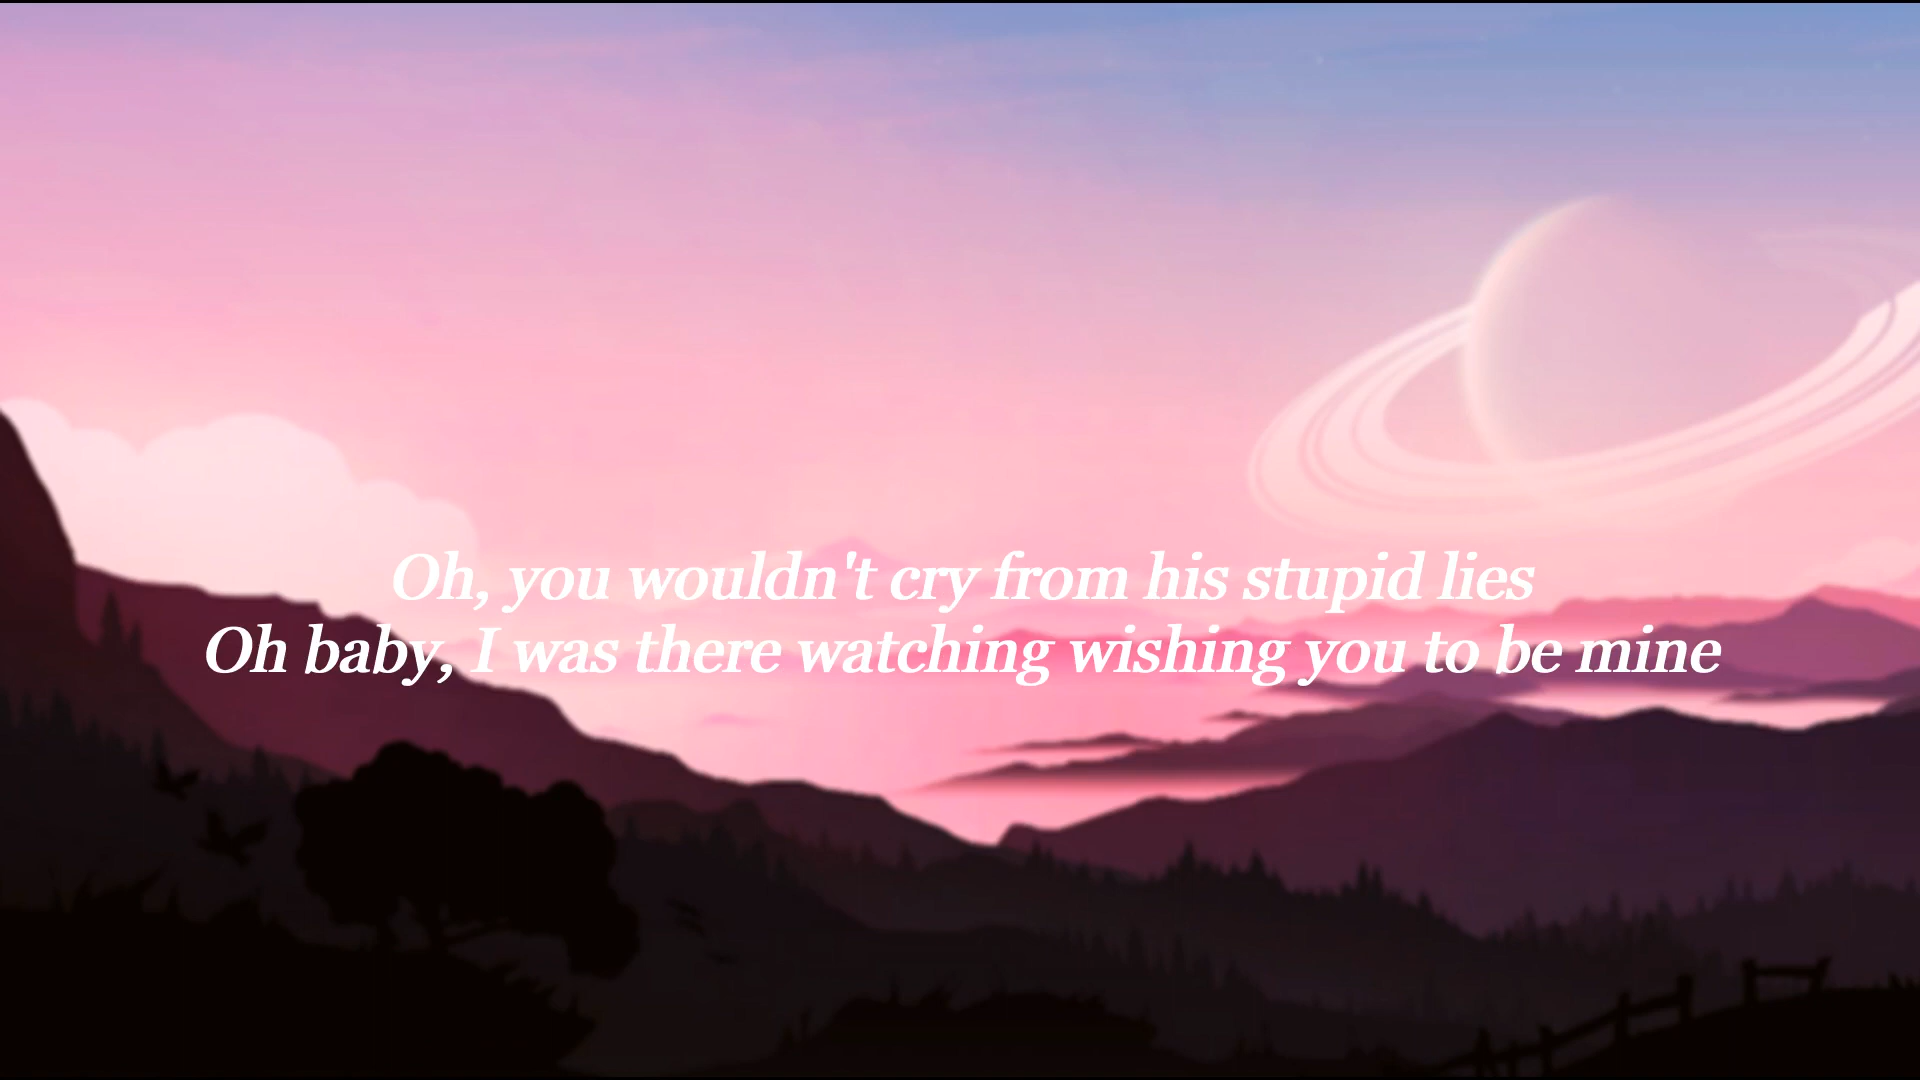 Oh, you wouldn't cry from his stupid lies
Oh baby, I was there watching wishing you to be mine